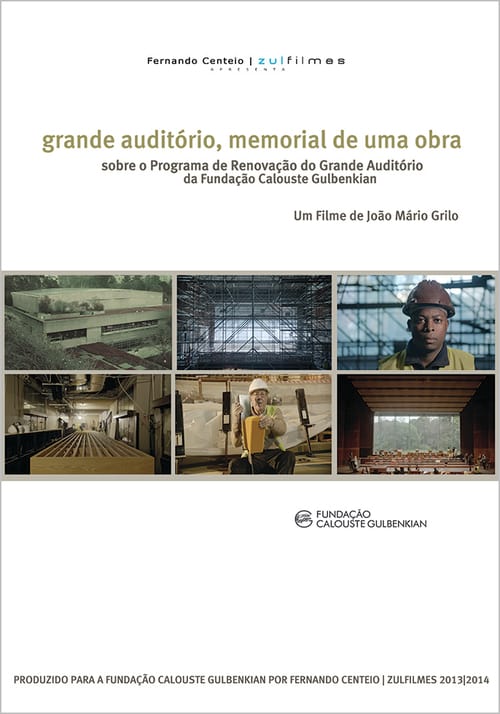 Fernando Centeio | zulfilmes
APRESENTA
grande auditório, memorial de uma obra
sobre o Programa de Renovação do Grande Auditório
da Fundação Calouste Gulbenkian
Um Filme de João Mário Grilo
FUNDAÇÃO
CALOUSTE GULBENKIAN
PRODUZIDO PARA A FUNDAÇÃO CALOUSTE GULBENKIAN POR FERNANDO CENTEIO | ZULFILMES 2013|2014